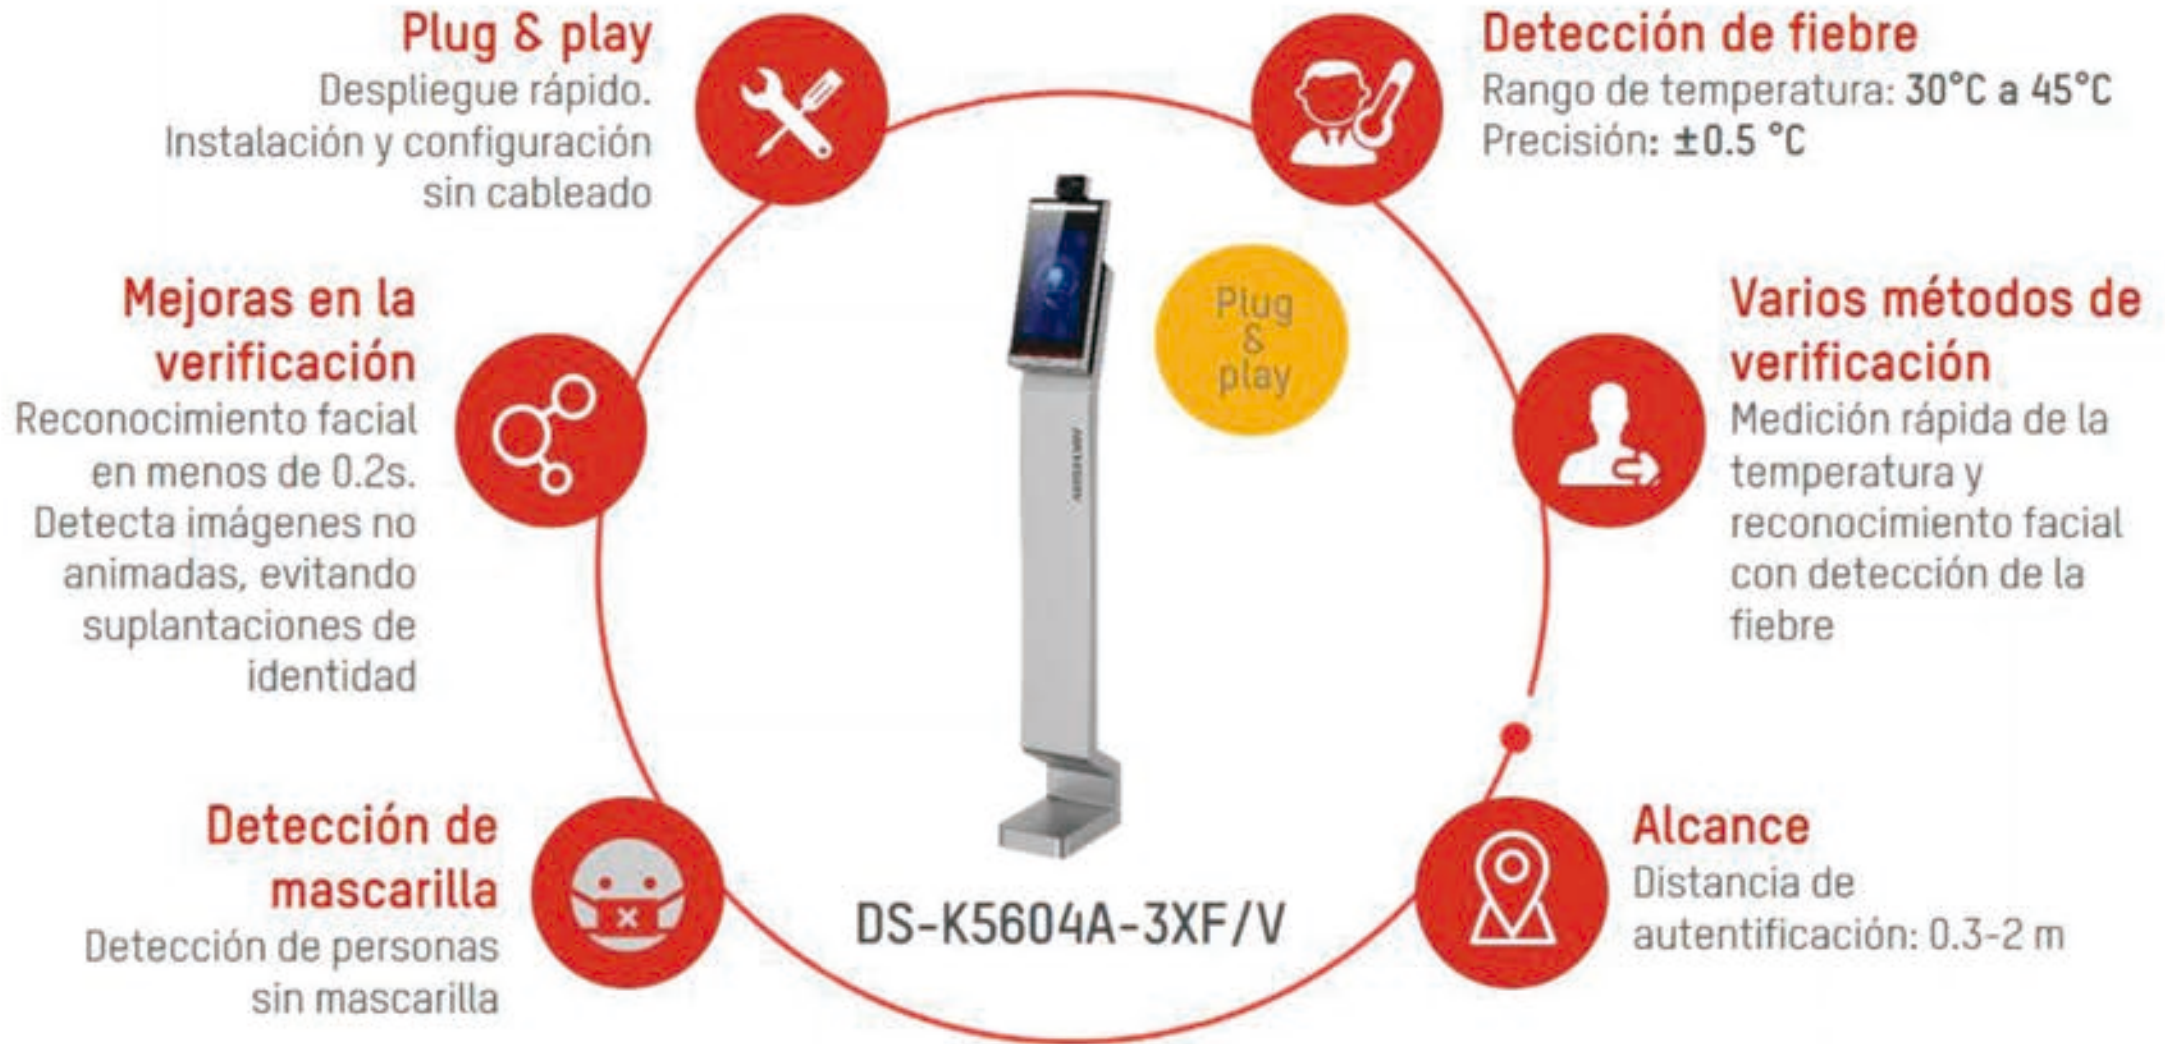 Plug & play
Despliegue rápido.
Instalación y configuración
sin cableado
Detección de fiebre
Rango de temperatura: 30°C a 45°C
Precisión: ±0.5 °C
Mejoras en la
verificación
Reconocimiento facial
en menos de 0.2s.
Detecta imágenes no
animadas, evitando
suplantaciones de
identidad
Plug
&
play
Varios métodos de
verificación
Medición rápida de la
temperatura y
reconocimiento facial
con detección de la
fiebre
HIKVISION
Detección de
mascarilla
Detección de personas
sin mascarilla
DS-K5604A-3XF/V
Alcance
Distancia de
autentificación: 0.3-2 m